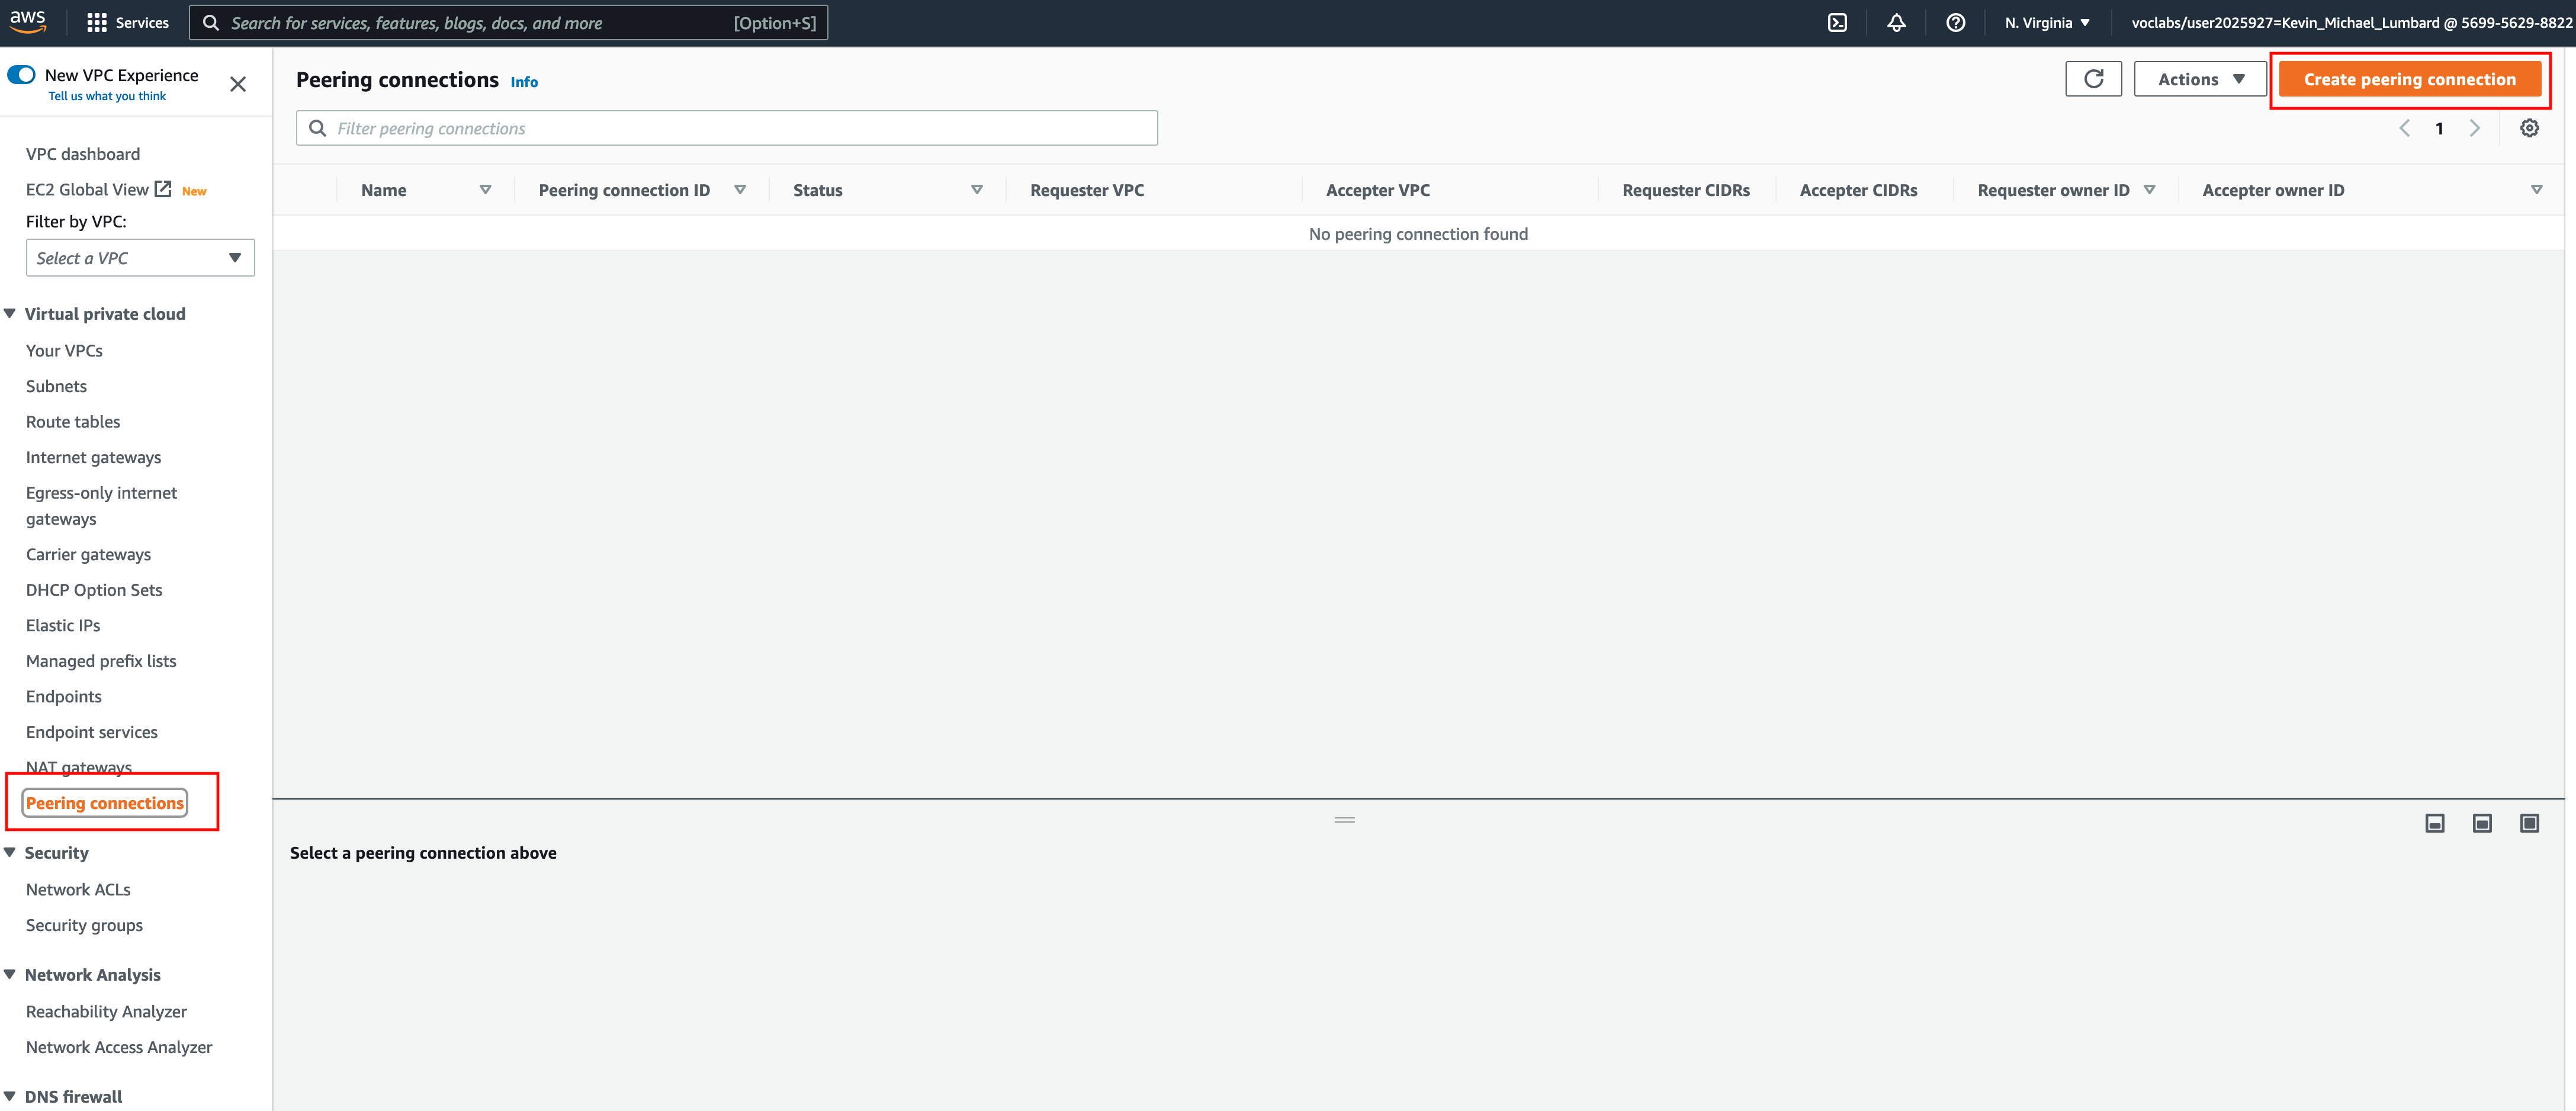 aws
Services
Search for services, features, blogs, docs, and more
[Option+S]
N. Virginia
voclabs/user2025927=Kevin_Michael_Lumbard @ 5699-5629-8822
New VPC Experience
Tell us what you think
VPC dashboard
EC2 Global View New
Filter by VPC:
Select a VPC
Virtual private cloud
Your VPCs
Subnets
Route tables
Internet gateways
Egress-only internet
gateways
Carrier gateways
DHCP Option Sets
Elastic IPs
Managed prefix lists
Endpoints
Endpoint services
NAT gateways
Peering connections
Security
Network ACLs
Security groups
Network Analysis
Reachability Analyzer
Network Access Analyzer
DNS firewall
Peering connections Info
Actions
Create peering connection
Filter peering connections
1
Name
Peering connection ID
Status
Requester VPC
Accepter VPC
Requester CIDRs
Accepter CIDRs
Requester owner ID
Accepter owner ID
No peering connection found
Select a peering connection above